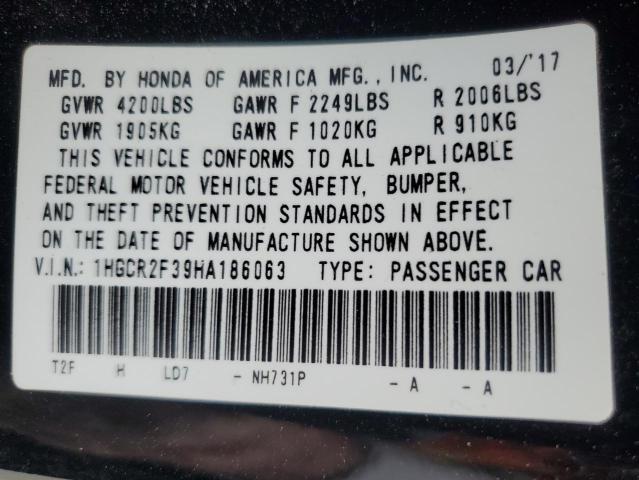 MFD. BY HONDA OF AMERICA MFG., INC. 03/'17
GVWR 4200LBS GAWR F 2249LBS R 2006LBS
GVWR 1905KG GAWR F 1020KG R 910KG
THIS VEHICLE CONFORMS TO ALL APPLICABLE
FEDERAL MOTOR VEHICLE SAFETY, BUMPER,
AND THEFT PREVENTION STANDARDS IN EFFECT
ON THE DATE OF MANUFACTURE SHOWN ABOVE.
V.I.N.: 1HGCR2F39HA186063 TYPE: PASSENGER CAR
T2F H LD7 - NH731P - A - A